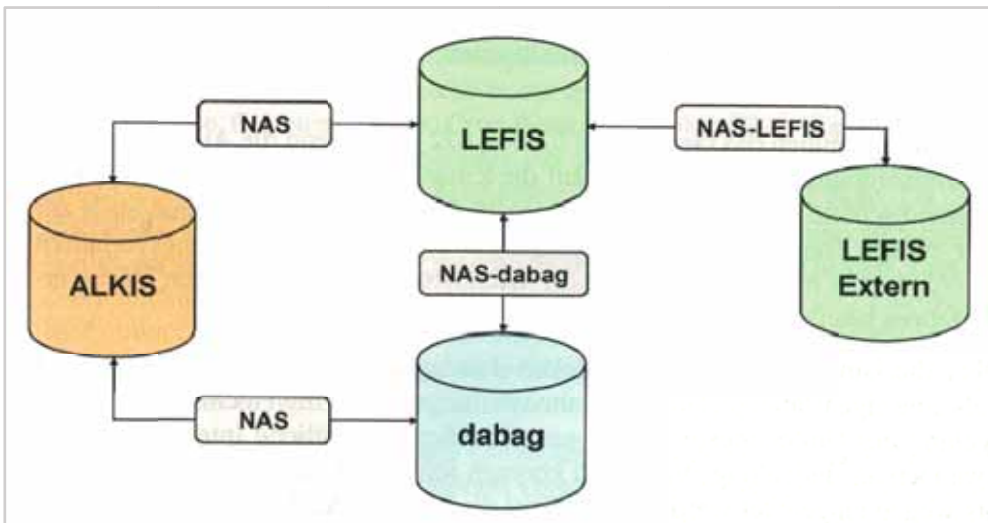 NAS
LEFIS
NAS-LEFIS
ALKIS
NAS-dabag
LEFIS
Extern
NAS
dabag